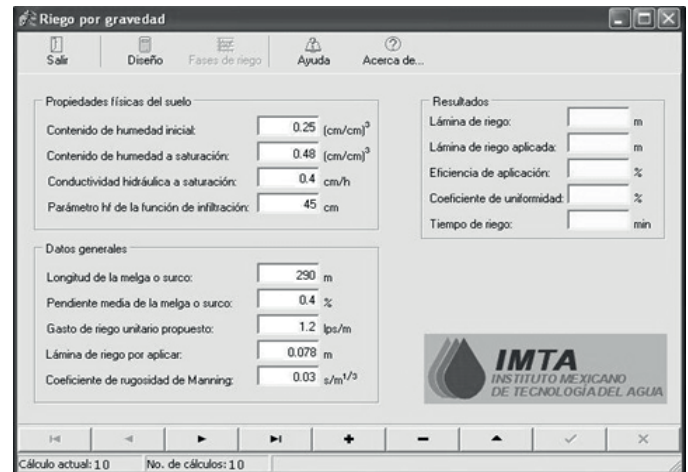 Riego por gravedad
Salir Diseño Fases de riego Ayuda Acerca de...
Propiedades físicas del suelo
Contenido de humedad inicial: 0.25 (cm/cm)³
Contenido de humedad a saturación: 0.48 (cm/cm)³
Conductividad hidráulica a saturación: 0.4 cm/h
Parámetro hf de la función de infiltración: 45 cm
Datos generales
Longitud de la melga o surco: 290 m
Pendiente media de la melga o surco: 0.4 %
Gasto de riego unitario propuesto: 1.2 lps/m
Lámina de riego por aplicar: 0.078 m
Coeficiente de rugosidad de Manning: 0.03 s/m^1/3
Resultados
Lámina de riego: m
Lámina de riego aplicada: m
Eficiencia de aplicación: %
Coeficiente de uniformidad: %
Tiempo de riego: min
IMTA
INSTITUTO MEXICANO
DE TECNOLOGÍA DEL AGUA
Cálculo actual: 10 No. de cálculos: 10